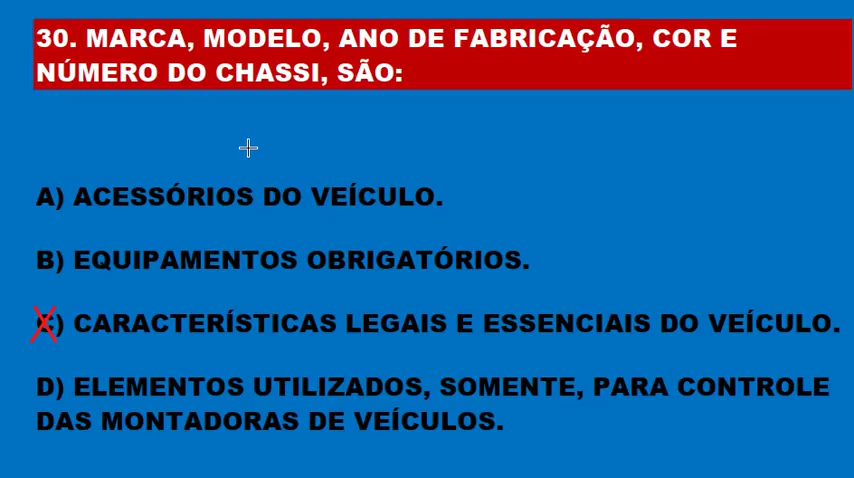 30. MARCA, MODELO, ANO DE FABRICAÇÃO, COR E
NÚMERO DO CHASSI, SÃO:
A) ACESSÓRIOS DO VEÍCULO.
B) EQUIPAMENTOS OBRIGATÓRIOS.
C) CARACTERÍSTICAS LEGAIS E ESSENCIAIS DO VEÍCULO.
D) ELEMENTOS UTILIZADOS, SOMENTE, PARA CONTROLE
DAS MONTADORAS DE VEÍCULOS.